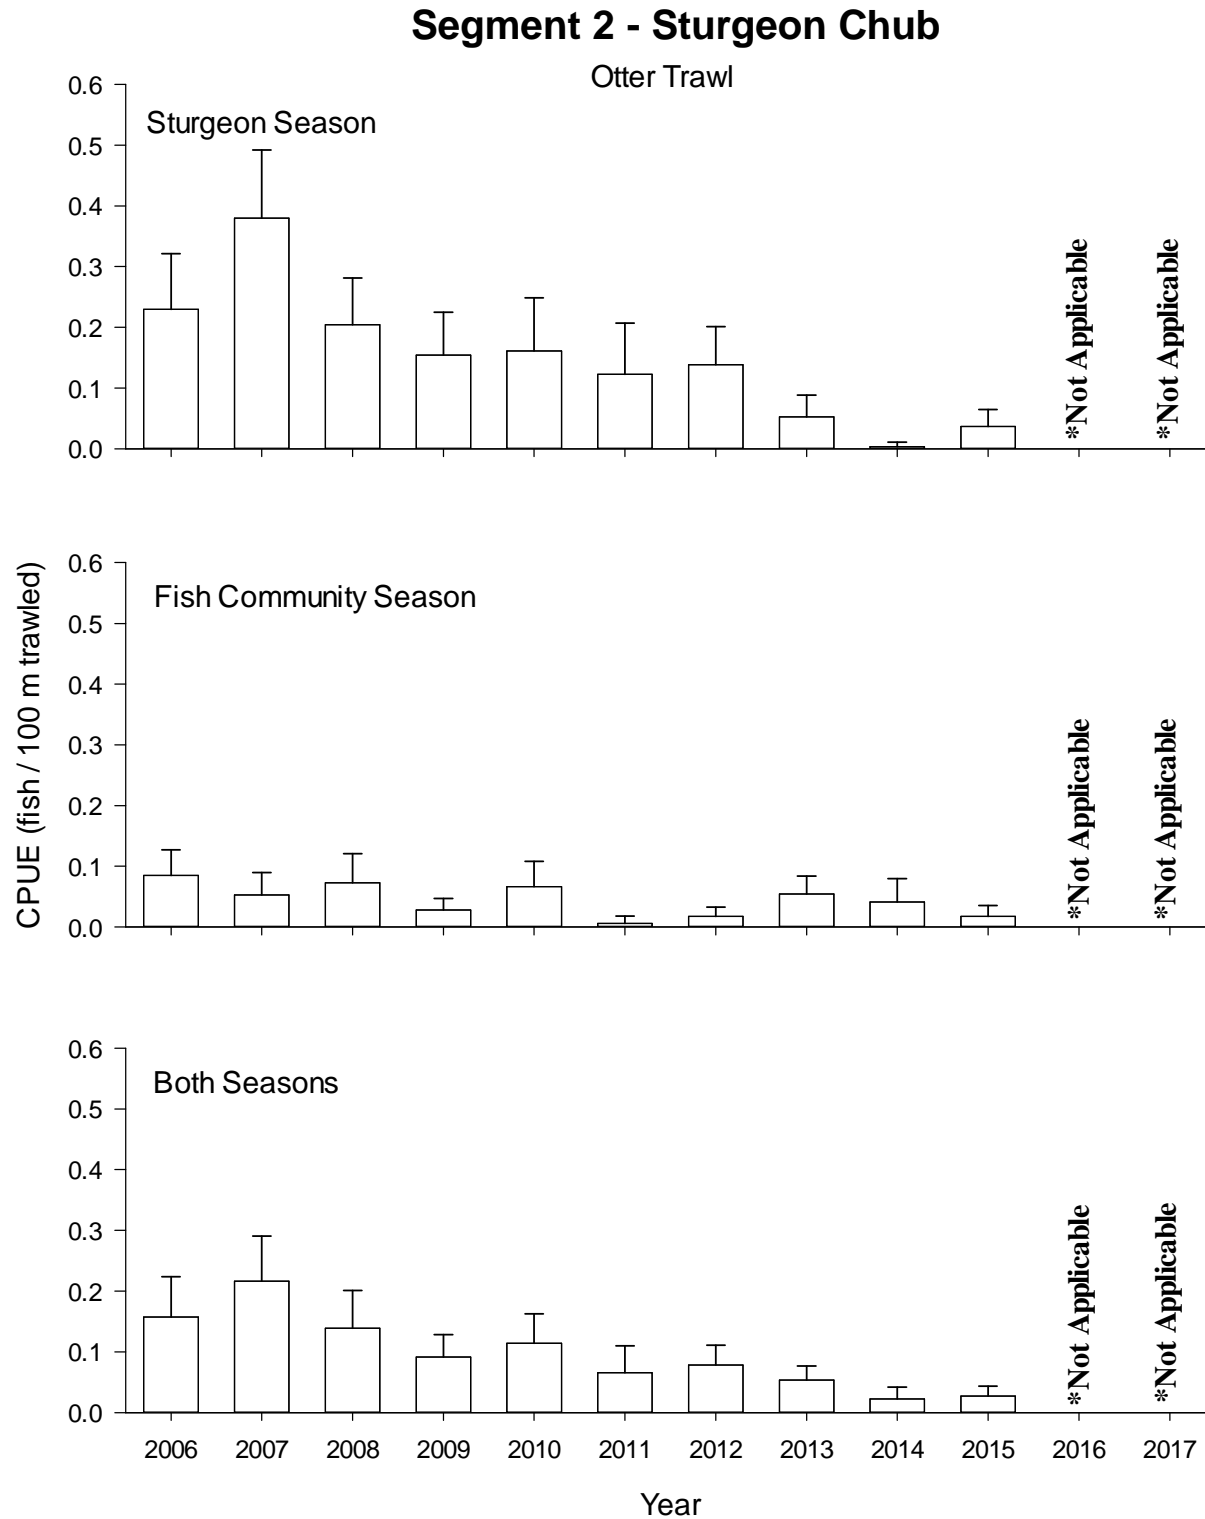 Segment 2 - Sturgeon Chub
Otter Trawl
Sturgeon Season
0.6
0.5
0.4
0.3
0.2
0.1
0.0
*Not Applicable
*Not Applicable
CPUE (fish / 100 m trawled)
Fish Community Season
0.6
0.5
0.4
0.3
0.2
0.1
0.0
*Not Applicable
*Not Applicable
Both Seasons
0.6
0.5
0.4
0.3
0.2
0.1
0.0
*Not Applicable
*Not Applicable
2006 2007 2008 2009 2010 2011 2012 2013 2014 2015 2016 2017
Year